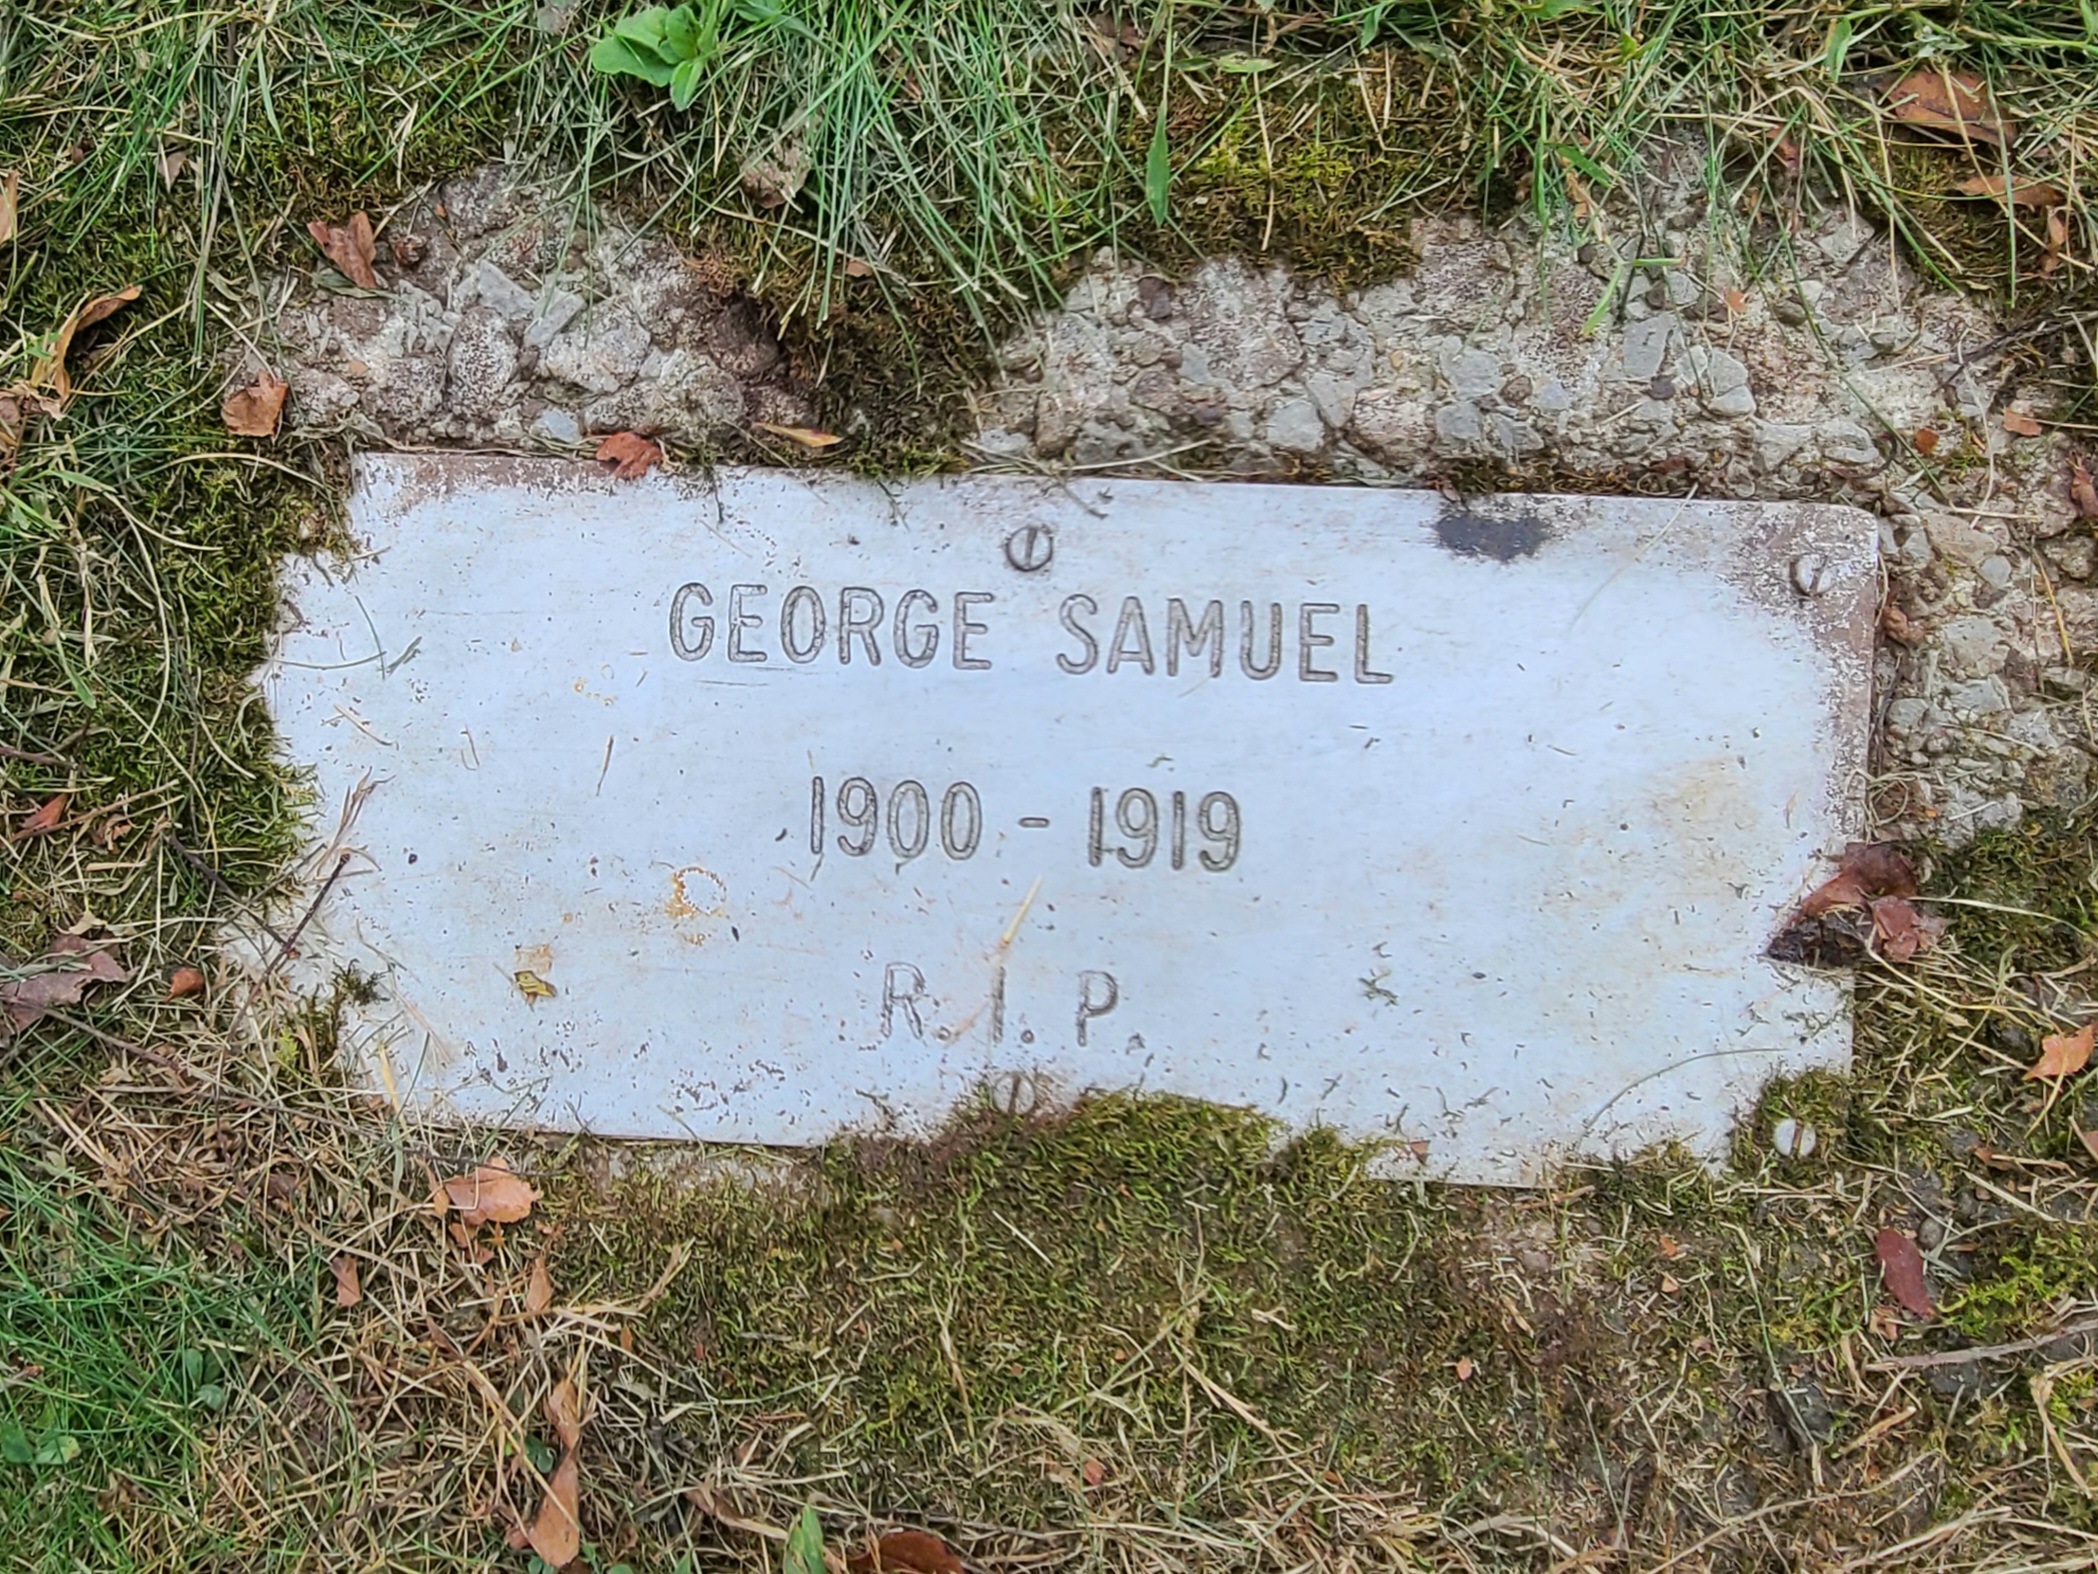 GEORGE SAMUEL
1900 - 1919
R. I. P.